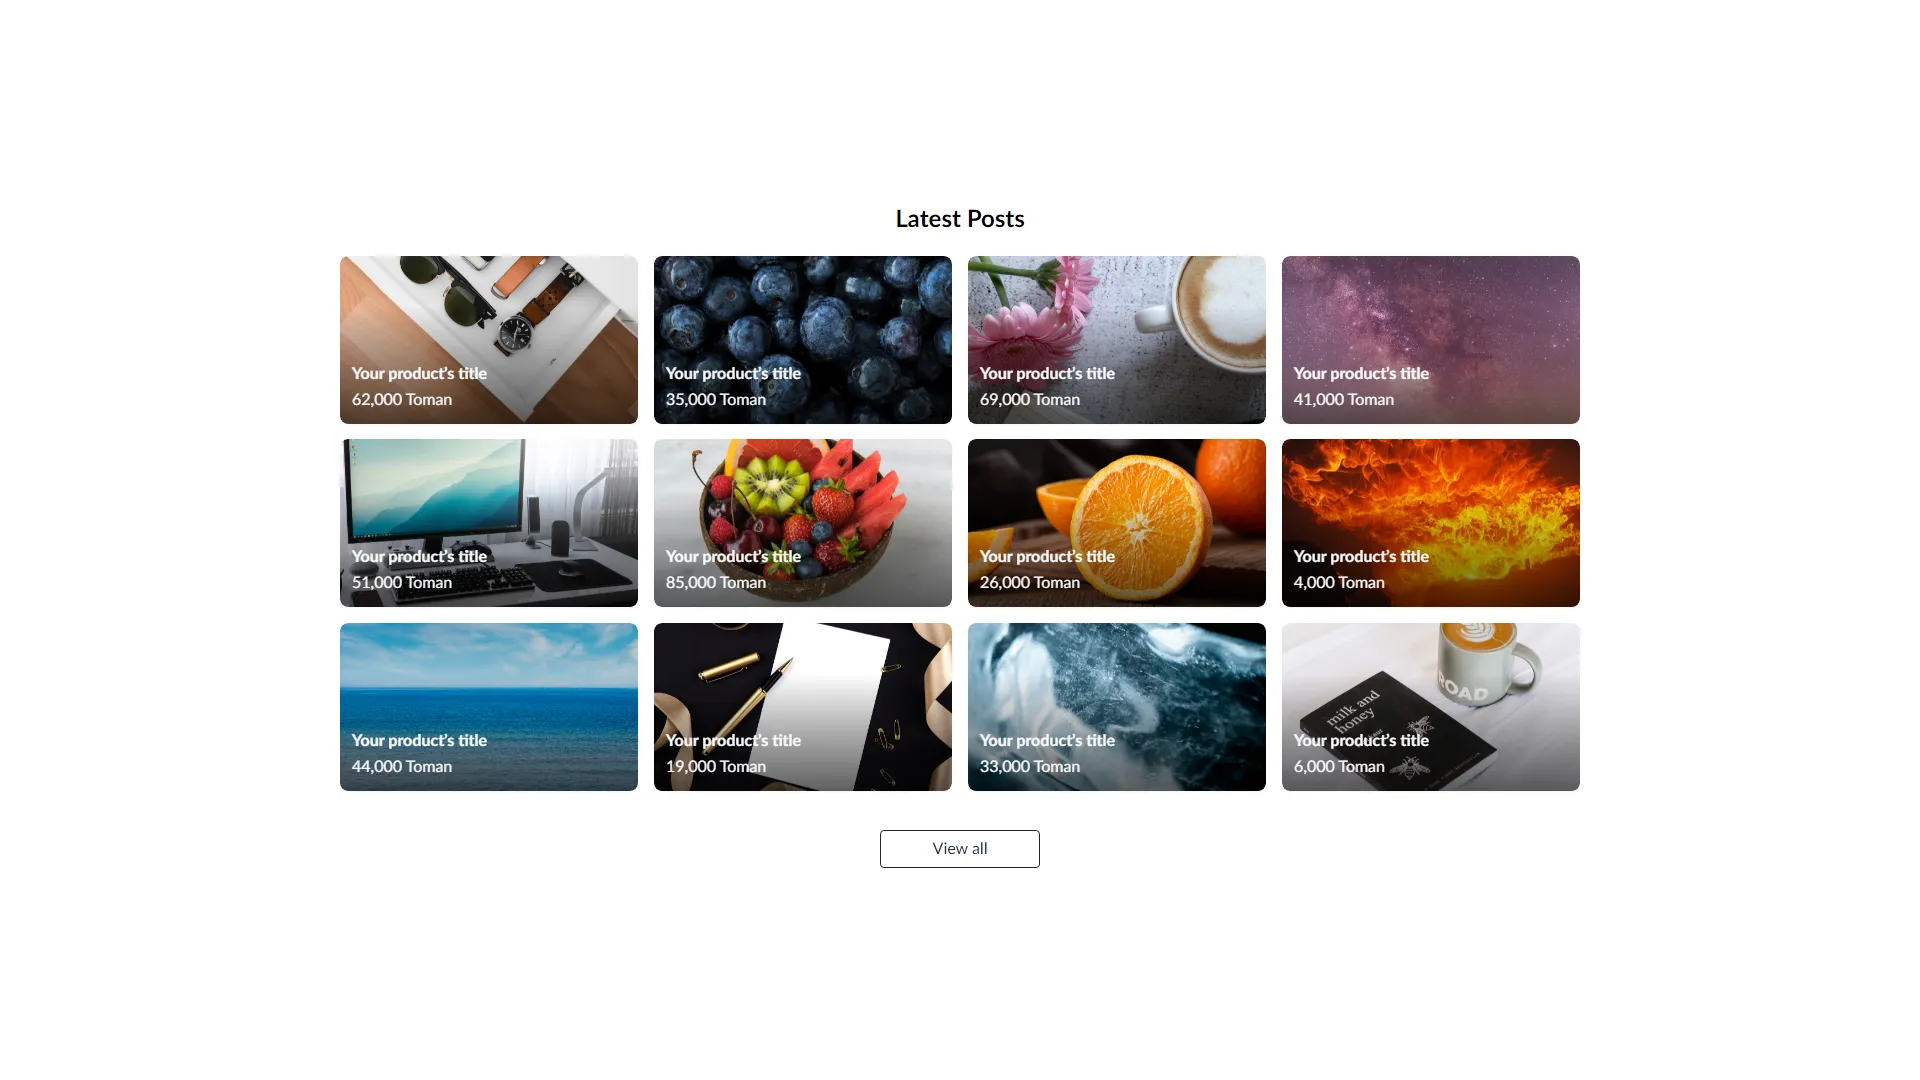 Latest Posts
Your product's title
62,000 Toman
Your product's title
35,000 Toman
Your product's title
69,000 Toman
Your product's title
41,000 Toman
Your product's title
51,000 Toman
Your product's title
85,000 Toman
Your product's title
26,000 Toman
Your product's title
4,000 Toman
Your product's title
44,000 Toman
Your product's title
19,000 Toman
Your product's title
33,000 Toman
ROAD
milk and
honey
Your product's title
6,000 Toman
View all